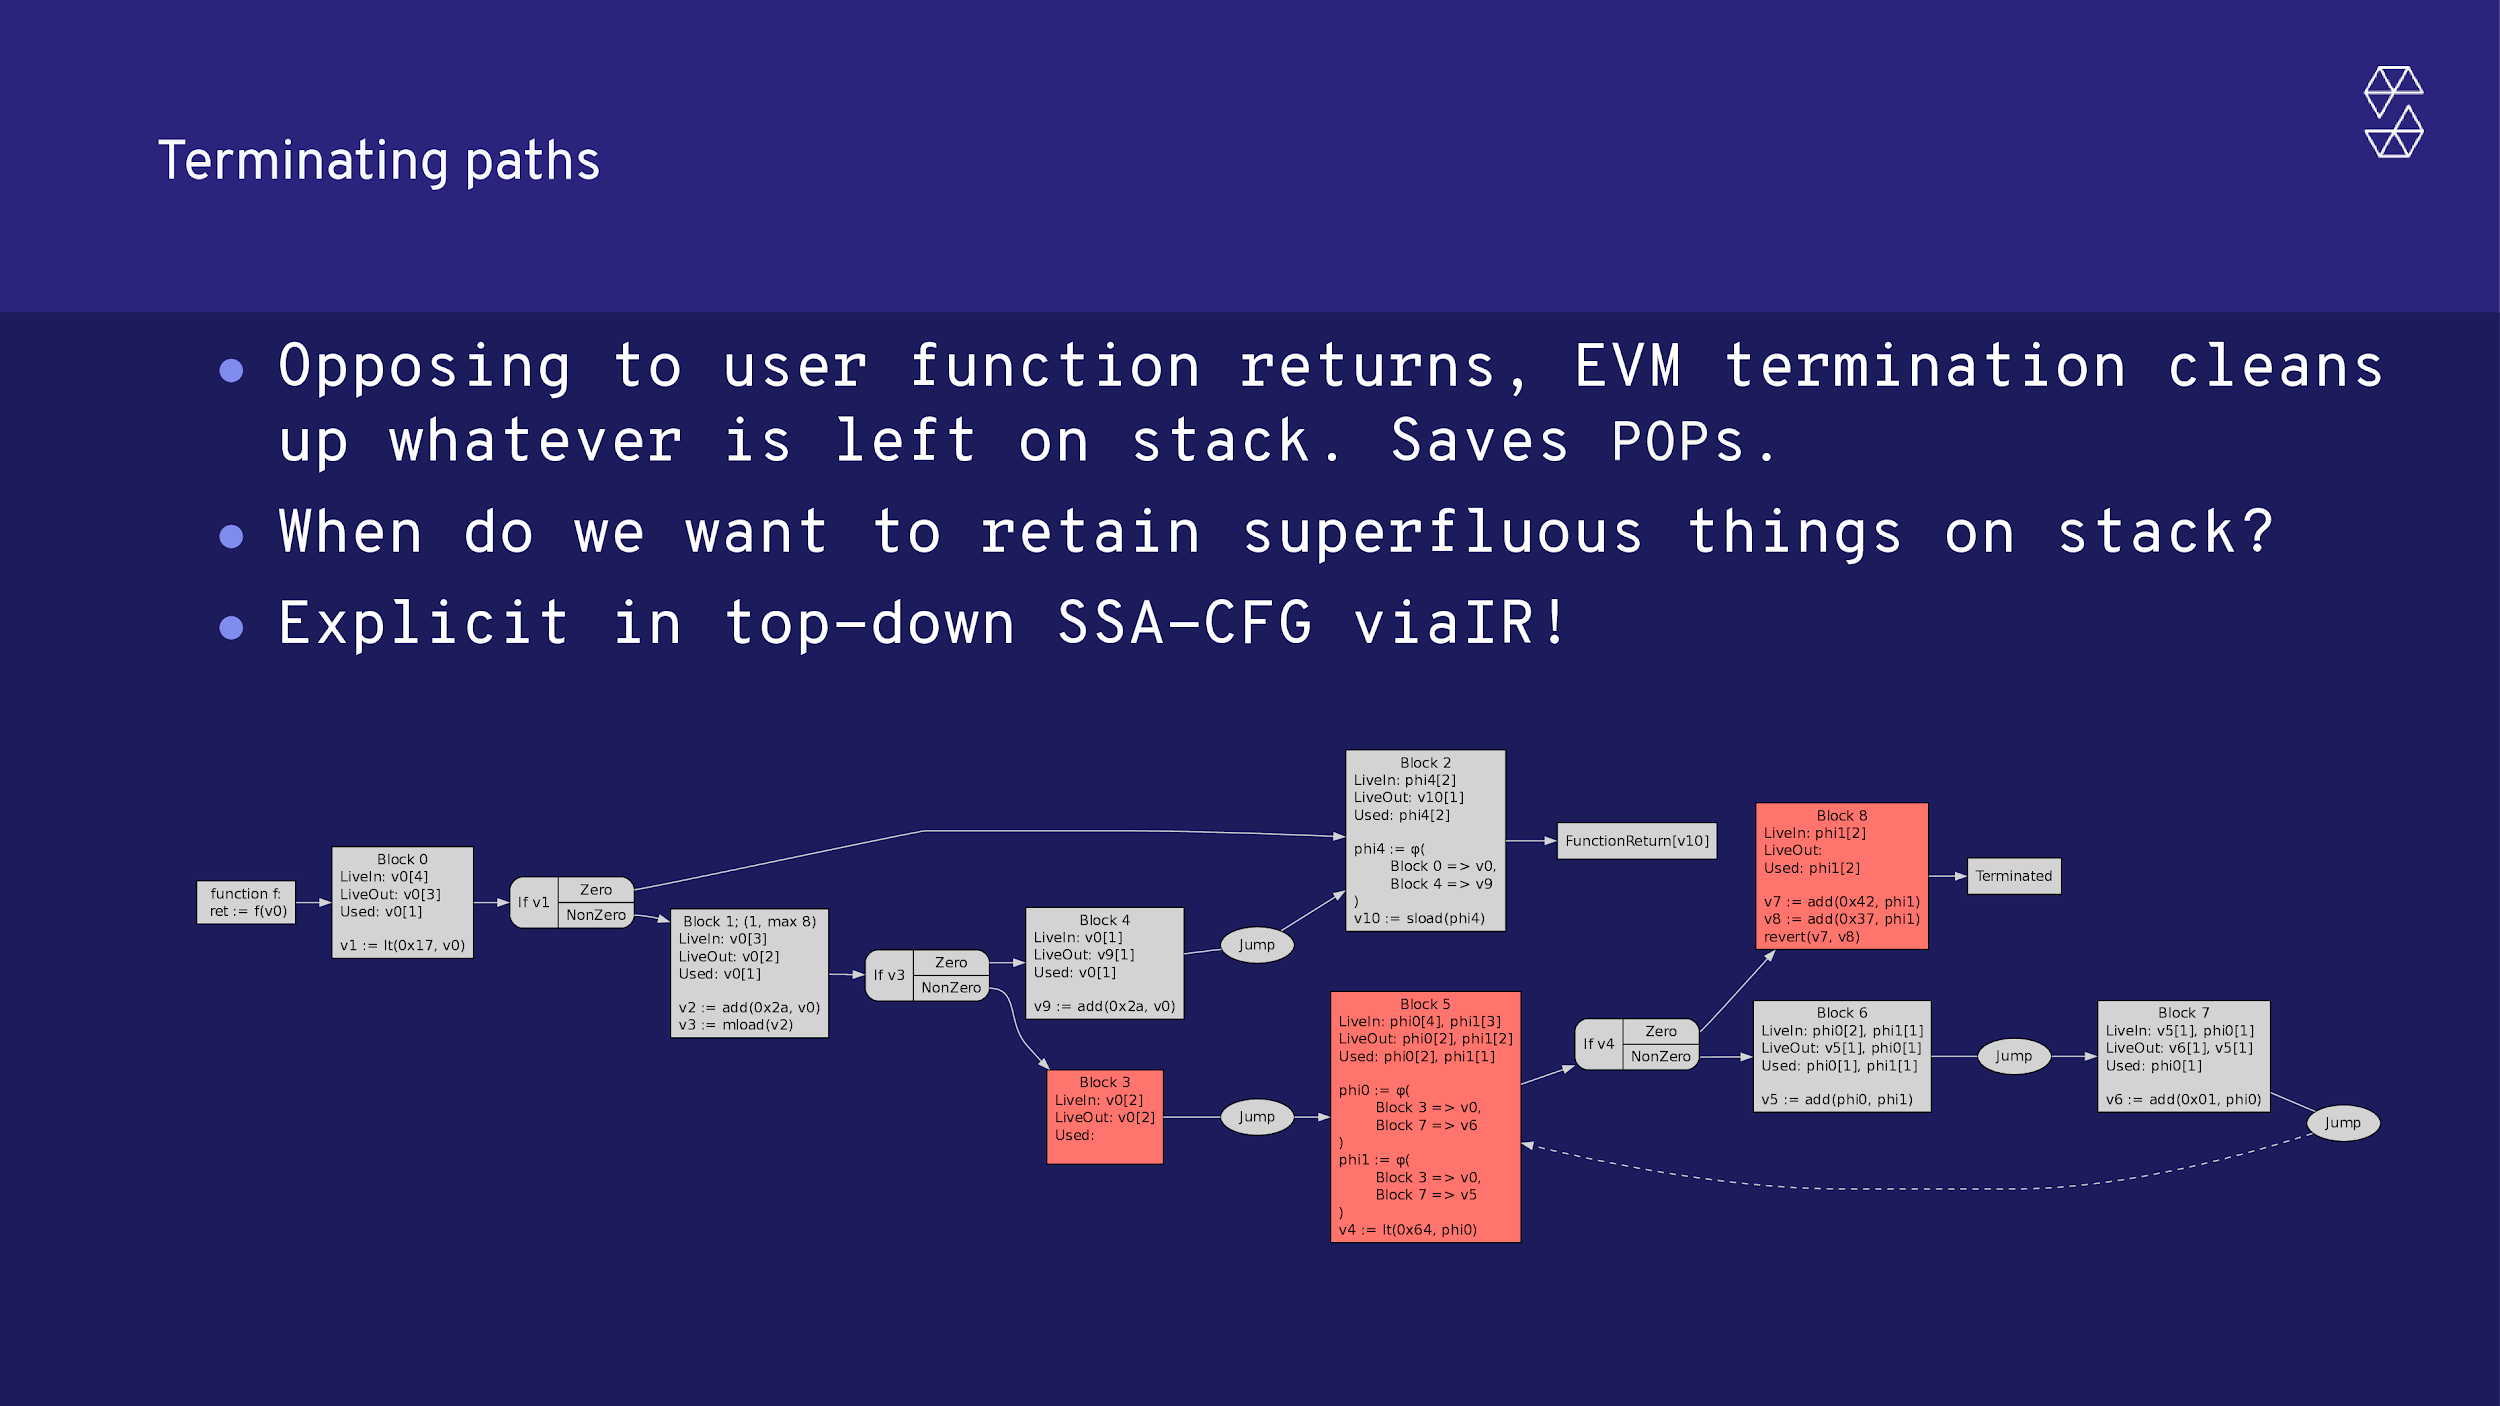 Terminating paths
Opposing to user function returns, EVM termination cleans
up whatever is left on stack. Saves POPs.
When do we want to retain superfluous things on stack?
Explicit in top-down SSA-CFG viaIR!
function f:
ret := f(v0)
Block 0
LiveIn: v0[4]
LiveOut: v0[3]
Used: v0[1]
v1 := lt(0x17, v0)
If v1
Zero
NonZero
Block 1; (1, max 8)
LiveIn: v0[3]
LiveOut: v0[2]
Used: v0[1]
v2 := add(0x2a, v0)
v3 := mload(v2)
If v3
Zero
NonZero
Block 4
LiveIn: v0[1]
LiveOut: v9[1]
Used: v0[1]
v9 := add(0x2a, v0)
Jump
Block 2
LiveIn: phi4[2]
LiveOut: v10[1]
Used: phi4[2]
phi4 := φ(
Block 0 => v0,
Block 4 => v9
)
v10 := sload(phi4)
FunctionReturn[v10]
Block 3
LiveIn: v0[2]
LiveOut: v0[2]
Used:
Jump
Block 5
LiveIn: phi0[4], phi1[3]
LiveOut: phi0[2], phi1[2]
Used: phi0[2], phi1[1]
phi0 := φ(
Block 3 => v0,
Block 7 => v6
)
phi1 := φ(
Block 3 => v0,
Block 7 => v5
)
v4 := lt(0x64, phi0)
If v4
Zero
NonZero
Block 8
LiveIn: phi1[2]
LiveOut:
Used: phi1[2]
v7 := add(0x42, phi1)
v8 := add(0x37, phi1)
revert(v7, v8)
Terminated
Block 6
LiveIn: phi0[2], phi1[1]
LiveOut: v5[1], phi0[1]
Used: phi0[1], phi1[1]
v5 := add(phi0, phi1)
Jump
Block 7
LiveIn: v5[1], phi0[1]
LiveOut: v6[1], v5[1]
Used: phi0[1]
v6 := add(0x01, phi0)
Jump